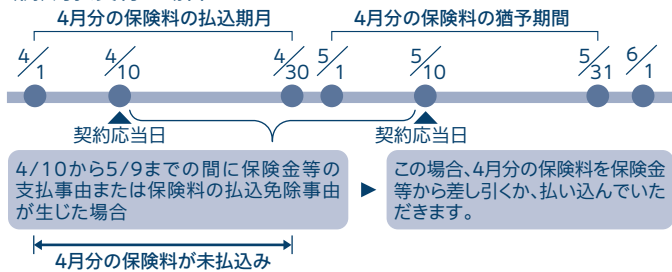 4月分の保険料の払込期月
4月分の保険料の猶予期間
4/1
4/10
4/30
5/1
5/10
5/31
6/1
契約応当日
契約応当日
4/10から5/9までの間に保険金等の
支払事由または保険料の払込免除事由
が生じた場合
この場合、4月分の保険料を保険金
等から差し引くか、払い込んでいた
だきます。
4月分の保険料が未払込み